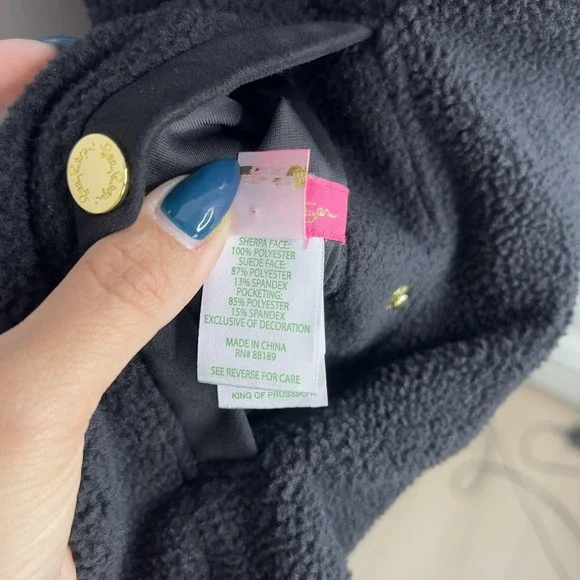 SHERPA FACE:
100% POLYESTER
SUEDE FACE:
87% POLYESTER
13% SPANDEX
POCKETING:
85% POLYESTER
15% SPANDEX
EXCLUSIVE OF DECORATION
MADE IN CHINA
RN# 88189
SEE REVERSE FOR CARE
KING OF